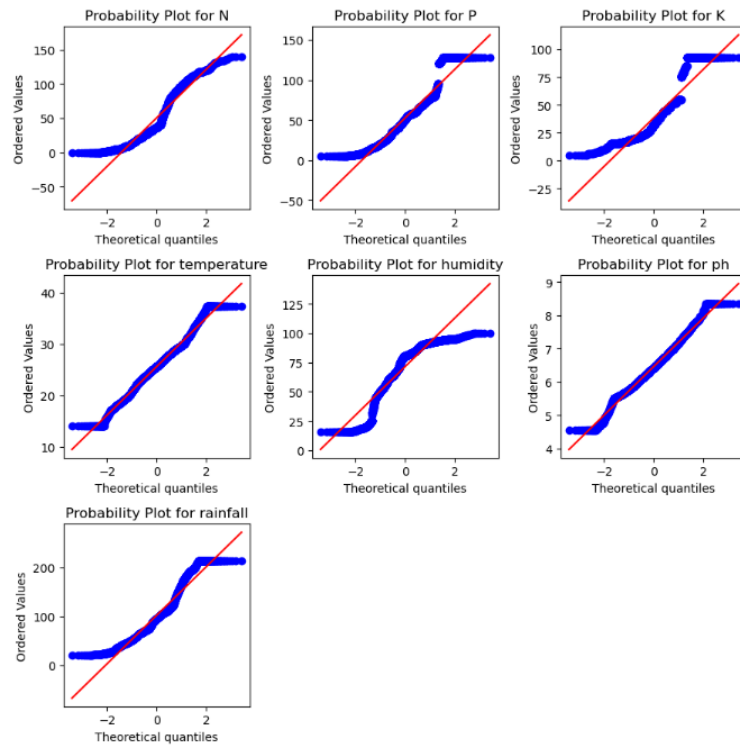 Probability Plot for N
Probability Plot for P
Probability Plot for K
150
100
50
0
−50
Ordered Values
−2
0
2
Theoretical quantiles
150
100
50
0
−50
Ordered Values
−2
0
2
Theoretical quantiles
100
75
50
25
0
−25
Ordered Values
−2
0
2
Theoretical quantiles
Probability Plot for temperature
Probability Plot for humidity
Probability Plot for ph
40
30
20
10
Ordered Values
−2
0
2
Theoretical quantiles
125
100
75
50
25
0
Ordered Values
−2
0
2
Theoretical quantiles
9
8
7
6
5
4
Ordered Values
−2
0
2
Theoretical quantiles
Probability Plot for rainfall
200
100
0
Ordered Values
−2
0
2
Theoretical quantiles